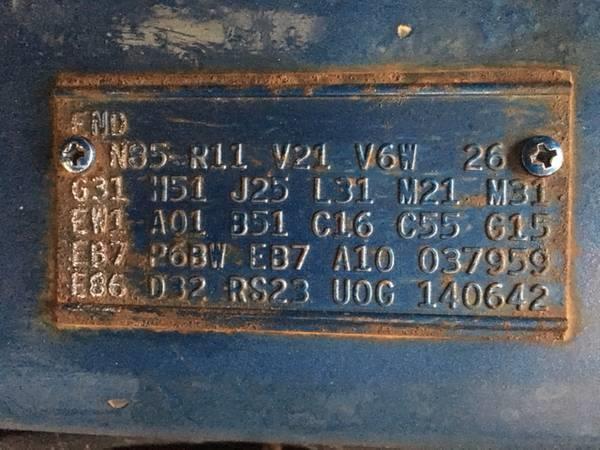 END
N85 R11 V21 V6W 26
G31 H51 J25 L31 M21 M31
EW1 A01 B51 C16 C55 G15
EB7 P6BW EB7 A10 037959
E86 D32 RS23 U0G 140642